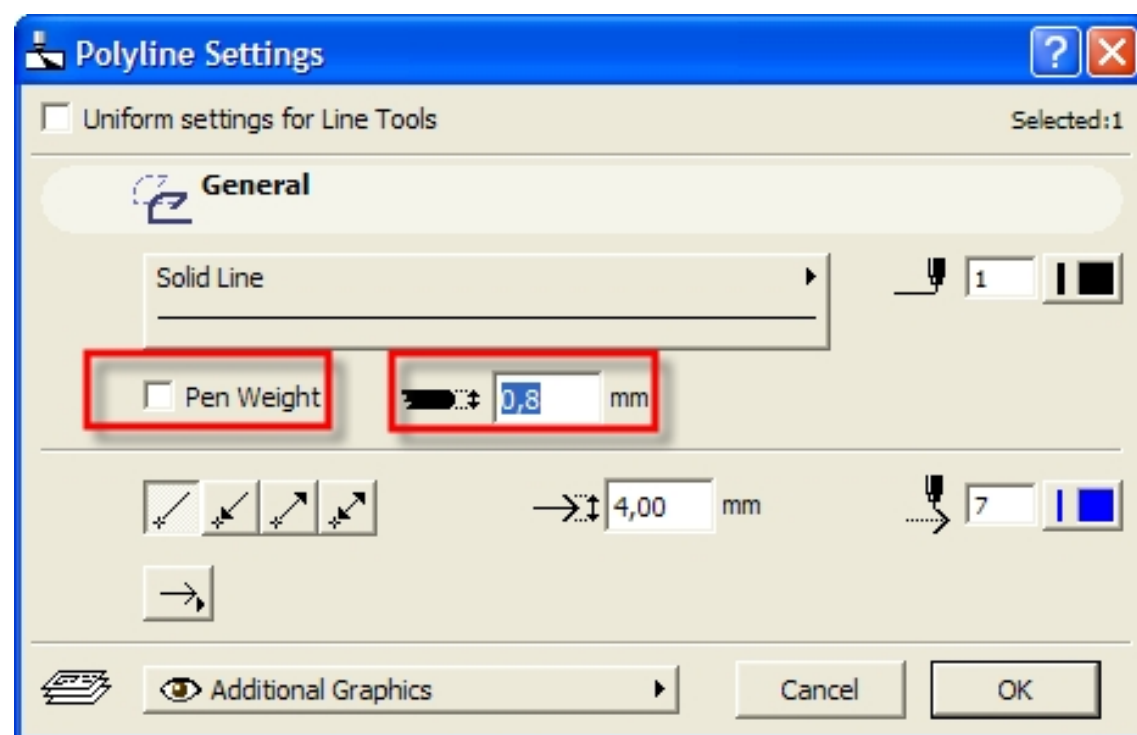 Polyline Settings
?
Uniform settings for Line Tools
Selected:1
General
Solid Line
1
Pen Weight
0,8 mm
4,00 mm
7
Additional Graphics
Cancel
OK